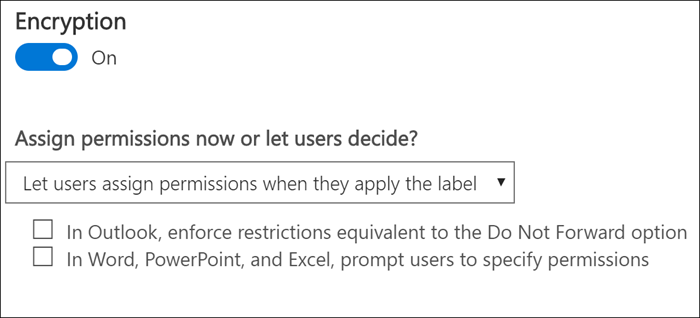 Encryption
On
Assign permissions now or let users decide?
Let users assign permissions when they apply the label
In Outlook, enforce restrictions equivalent to the Do Not Forward option
In Word, PowerPoint, and Excel, prompt users to specify permissions